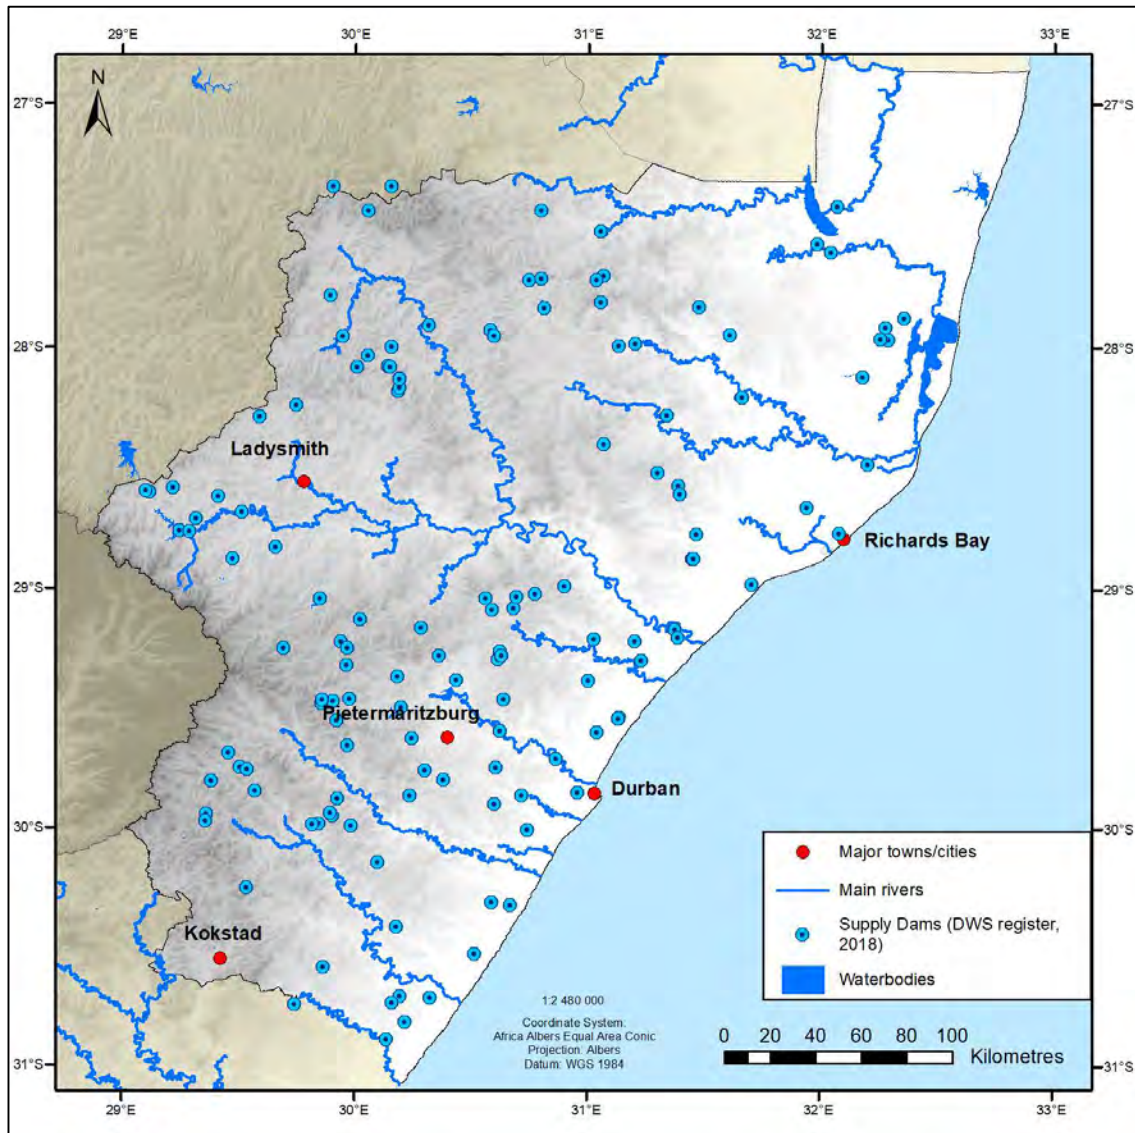 29°E 30°E 31°E 32°E 33°E
N
27°S 27°S
28°S 28°S
Ladysmith
Richards Bay
29°S 29°S
Pietermaritzburg
Durban
30°S 30°S
Major towns/cities
Main rivers
Supply Dams (DWS register,
2018)
Waterbodies
Kokstad
1:2 480 000
Coordinate System:
Africa Albers Equal Area Conic
Projection: Albers
Datum: WGS 1984
0 10 20 40 60 80 100
Kilometres
31°S 31°S
29°E 30°E 31°E 32°E 33°E